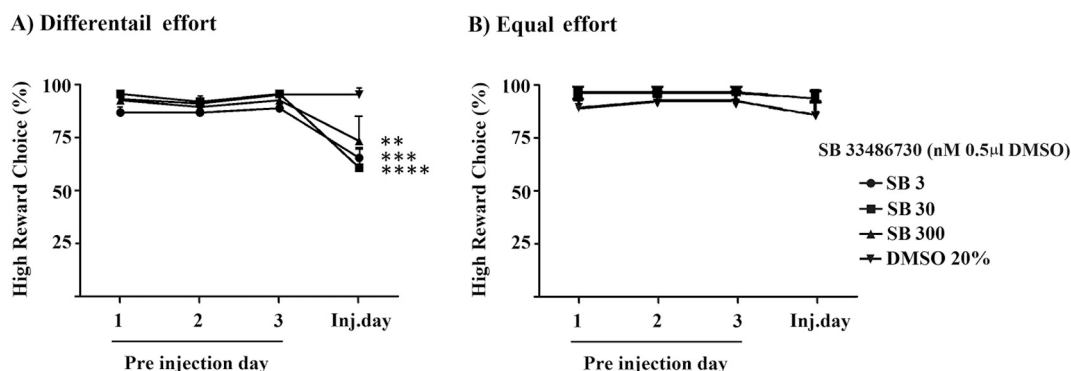 A) Differentail effort
High Reward Choice (%)
100
75
50
25
**
***
****
1 2 3 Inj.day
Pre injection day
B) Equal effort
High Reward Choice (%)
100
75
50
25
1 2 3 Inj.day
Pre injection day
SB 33486730 (nM 0.5µl DMSO)
SB 3
SB 30
SB 300
DMSO 20%